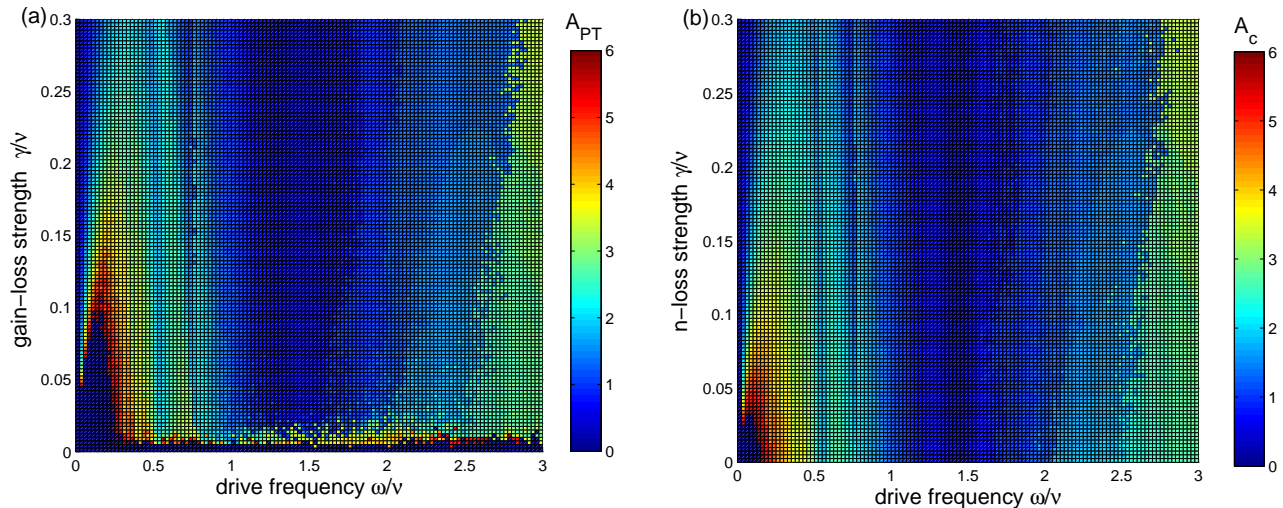 (a)
A_PT
gain−loss strength γ/ν
0.3
0.25
0.2
0.15
0.1
0.05
0
0 0.5 1 1.5 2 2.5 3
drive frequency ω/ν
6
5
4
3
2
1
0
(b)
A_c
n−loss strength γ/ν
0.3
0.25
0.2
0.15
0.1
0.05
0
0 0.5 1 1.5 2 2.5 3
drive frequency ω/ν
6
5
4
3
2
1
0